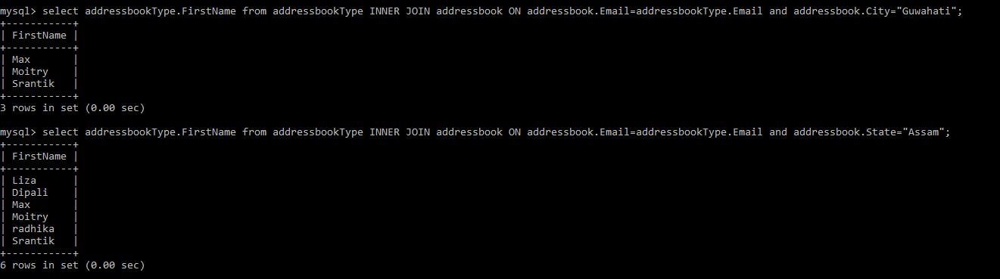 mysql> select addressbookType.FirstName from addressbookType INNER JOIN addressbook ON addressbook.Email=addressbookType.Email and addressbook.City="Guwahati";
+-----------+
| FirstName |
+-----------+
| Max       |
| Moitry    |
| Srantik   |
+-----------+
3 rows in set (0.00 sec)

mysql> select addressbookType.FirstName from addressbookType INNER JOIN addressbook ON addressbook.Email=addressbookType.Email and addressbook.State="Assam";
+-----------+
| FirstName |
+-----------+
| Liza      |
| Dipali    |
| Max       |
| Moitry    |
| radhika   |
| Srantik   |
+-----------+
6 rows in set (0.00 sec)